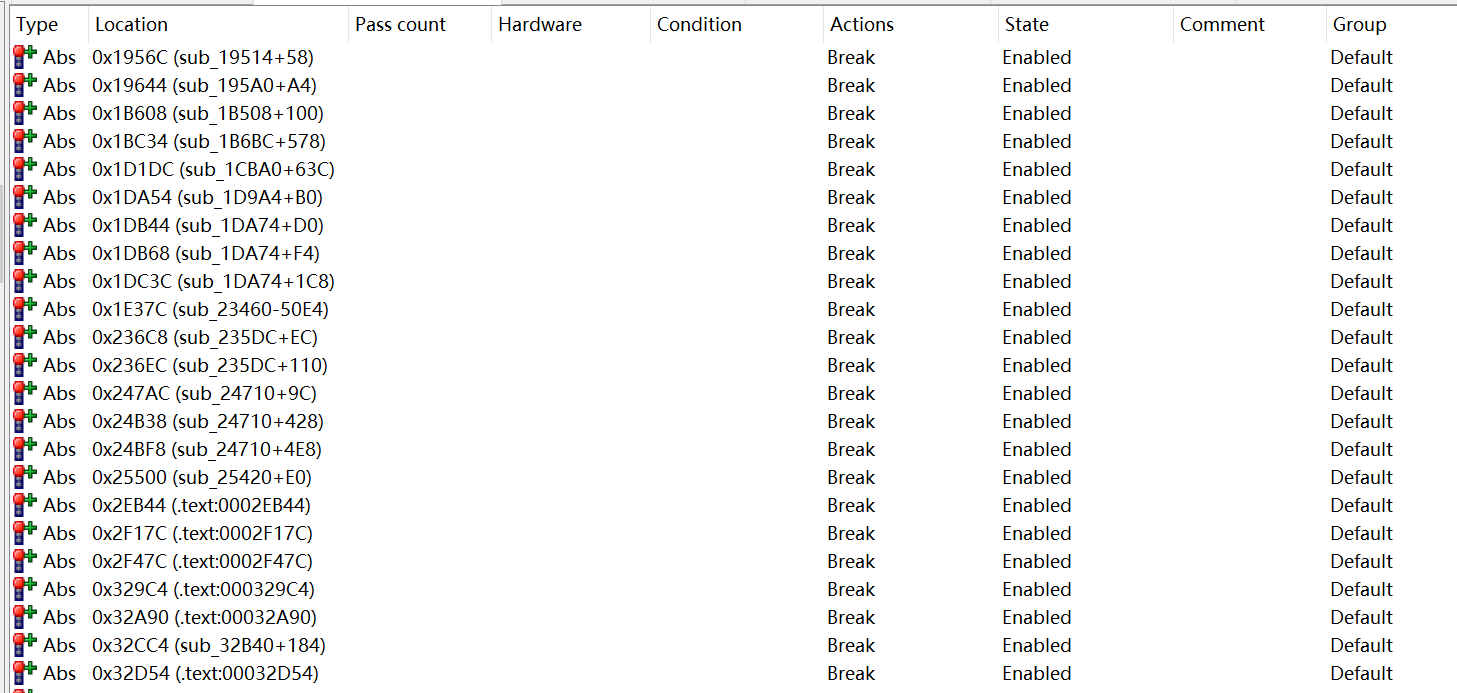 Type Location Pass count Hardware Condition Actions State Comment Group
Abs 0x1956C (sub_19514+58) Break Enabled Default
Abs 0x19644 (sub_195A0+A4) Break Enabled Default
Abs 0x1B608 (sub_1B508+100) Break Enabled Default
Abs 0x1BC34 (sub_1B6BC+578) Break Enabled Default
Abs 0x1D1DC (sub_1CBA0+63C) Break Enabled Default
Abs 0x1DA54 (sub_1D9A4+B0) Break Enabled Default
Abs 0x1DB44 (sub_1DA74+D0) Break Enabled Default
Abs 0x1DB68 (sub_1DA74+F4) Break Enabled Default
Abs 0x1DC3C (sub_1DA74+1C8) Break Enabled Default
Abs 0x1E37C (sub_23460-50E4) Break Enabled Default
Abs 0x236C8 (sub_235DC+EC) Break Enabled Default
Abs 0x236EC (sub_235DC+110) Break Enabled Default
Abs 0x247AC (sub_24710+9C) Break Enabled Default
Abs 0x24B38 (sub_24710+428) Break Enabled Default
Abs 0x24BF8 (sub_24710+4E8) Break Enabled Default
Abs 0x25500 (sub_25420+E0) Break Enabled Default
Abs 0x2EB44 (.text:0002EB44) Break Enabled Default
Abs 0x2F17C (.text:0002F17C) Break Enabled Default
Abs 0x2F47C (.text:0002F47C) Break Enabled Default
Abs 0x329C4 (.text:000329C4) Break Enabled Default
Abs 0x32A90 (.text:00032A90) Break Enabled Default
Abs 0x32CC4 (sub_32B40+184) Break Enabled Default
Abs 0x32D54 (.text:00032D54) Break Enabled Default